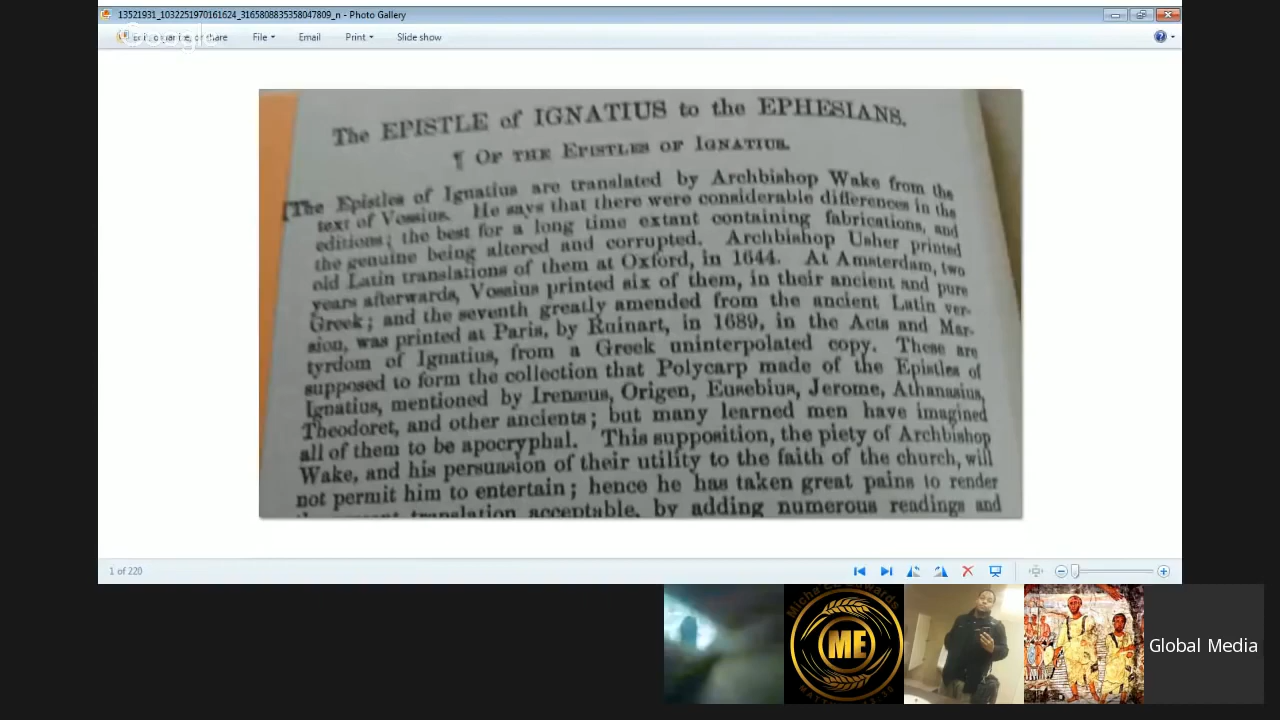 13521931_1032251970161624_3165808835358047809_n - Photo Gallery
Google
File
Email
Print
Slide show
The EPISTLE of IGNATIUS to the EPHESIANS.
¶ OF THE EPISTLES OF IGNATIUS.
[The Epistles of Ignatius are translated by Archbishop Wake from the
text of Vossius. He says that there were considerable differences in the
editions; the best for a long time extant containing fabrications, and
the genuine being altered and corrupted. Archbishop Usher printed
old Latin translations of them at Oxford, in 1644. At Amsterdam, two
years afterwards, Vossius printed six of them, in their ancient and pure
Greek; and the seventh greatly amended from the ancient Latin ver-
sion, was printed at Paris, by Ruinart, in 1689, in the Acts and Mar-
tyrdom of Ignatius, from a Greek uninterpolated copy. These are
supposed to form the collection that Polycarp made of the Epistles of
Ignatius, mentioned by Irenæus, Origen, Eusebius, Jerome, Athanasius,
Theodoret, and other ancients; but many learned men have imagined
all of them to be apocryphal. This supposition, the piety of Archbishop
Wake, and his persuasion of their utility to the faith of the church, will
not permit him to entertain; hence he has taken great pains to render
translation acceptable, by adding numerous readings and
1 of 220
Micha'EL Edwards
ME
Global Media